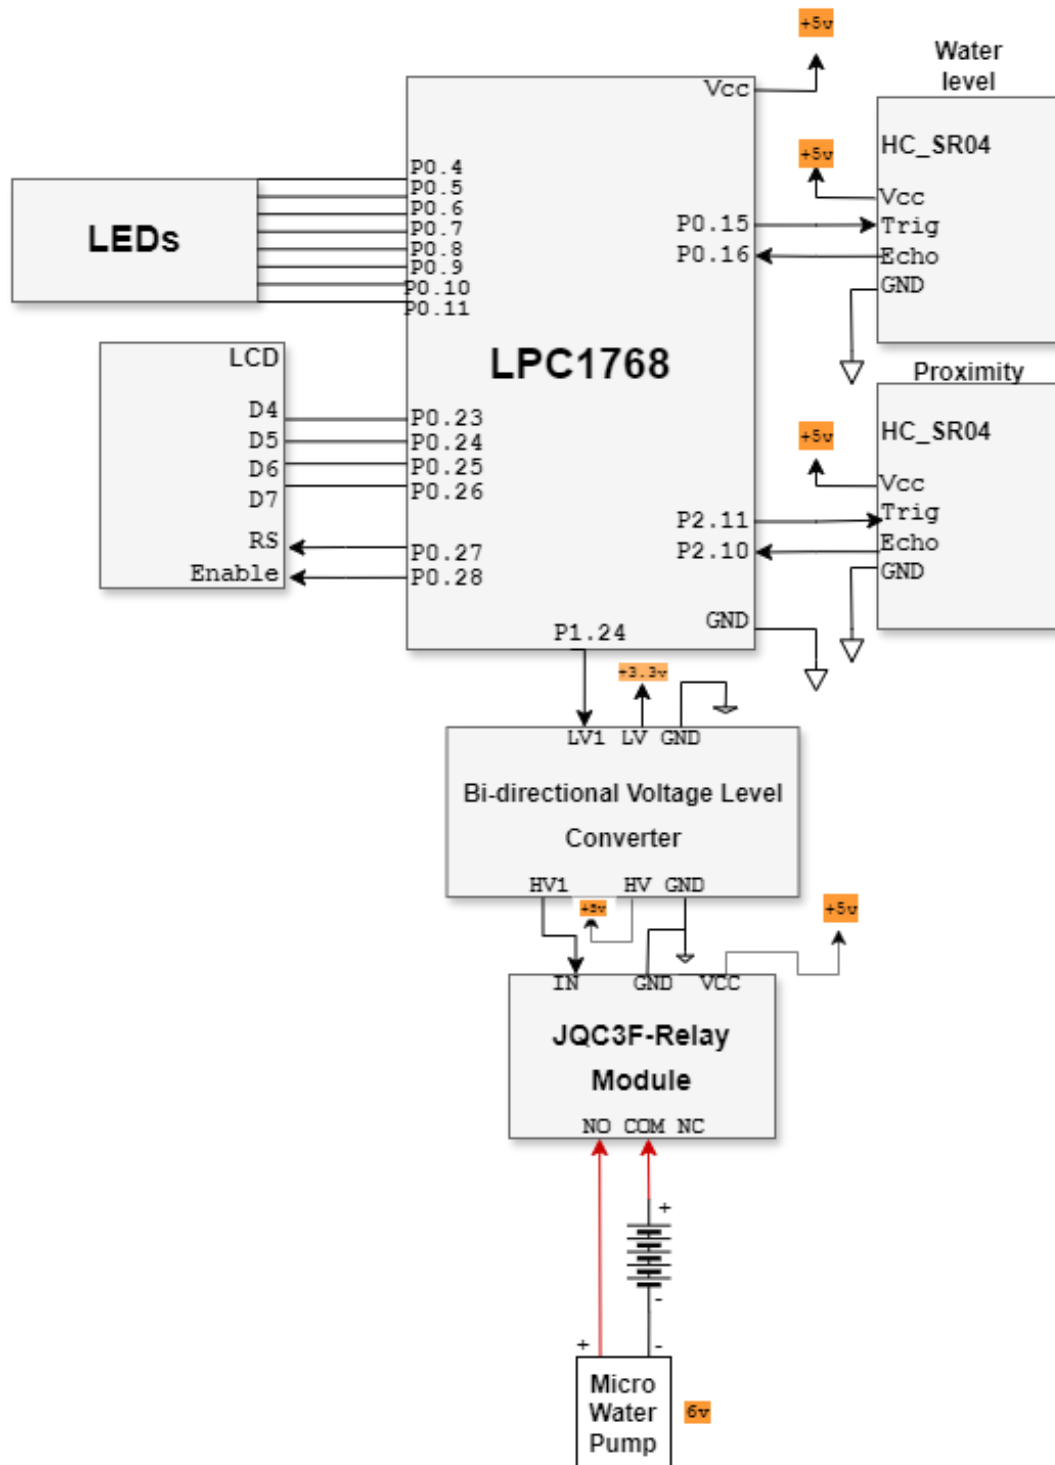 +5v
Water
level
Vcc
HC_SR04
+5v
Vcc
P0.4
P0.5
P0.6
P0.7
P0.8
P0.9
P0.10
P0.11
LEDs
P0.15
Trig
P0.16
Echo
GND
LPC1768
LCD
D4
D5
D6
D7
RS
Enable
P0.23
P0.24
P0.25
P0.26
P0.27
P0.28
Proximity
HC_SR04
+5v
Vcc
P2.11
Trig
P2.10
Echo
GND
GND
P1.24
+3.3v
LV1 LV GND
Bi-directional Voltage Level
Converter
HV1 HV GND
+5v
+5v
IN GND VCC
JQC3F-Relay
Module
NO COM NC
+
-
+ -
Micro
Water
Pump
6v